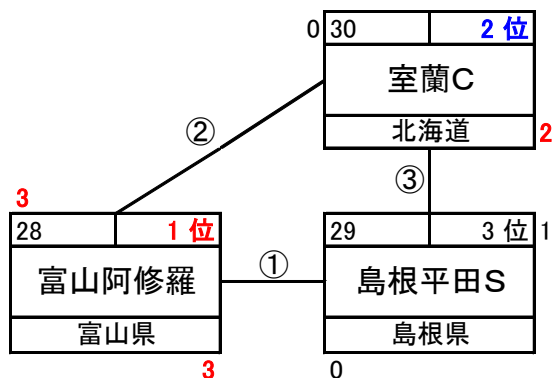 0 30 2 位
室蘭C
北海道 2
②
③
3
28 1 位
29 3 位 1
①
富山阿修羅
島根平田S
富山県
島根県
3
0